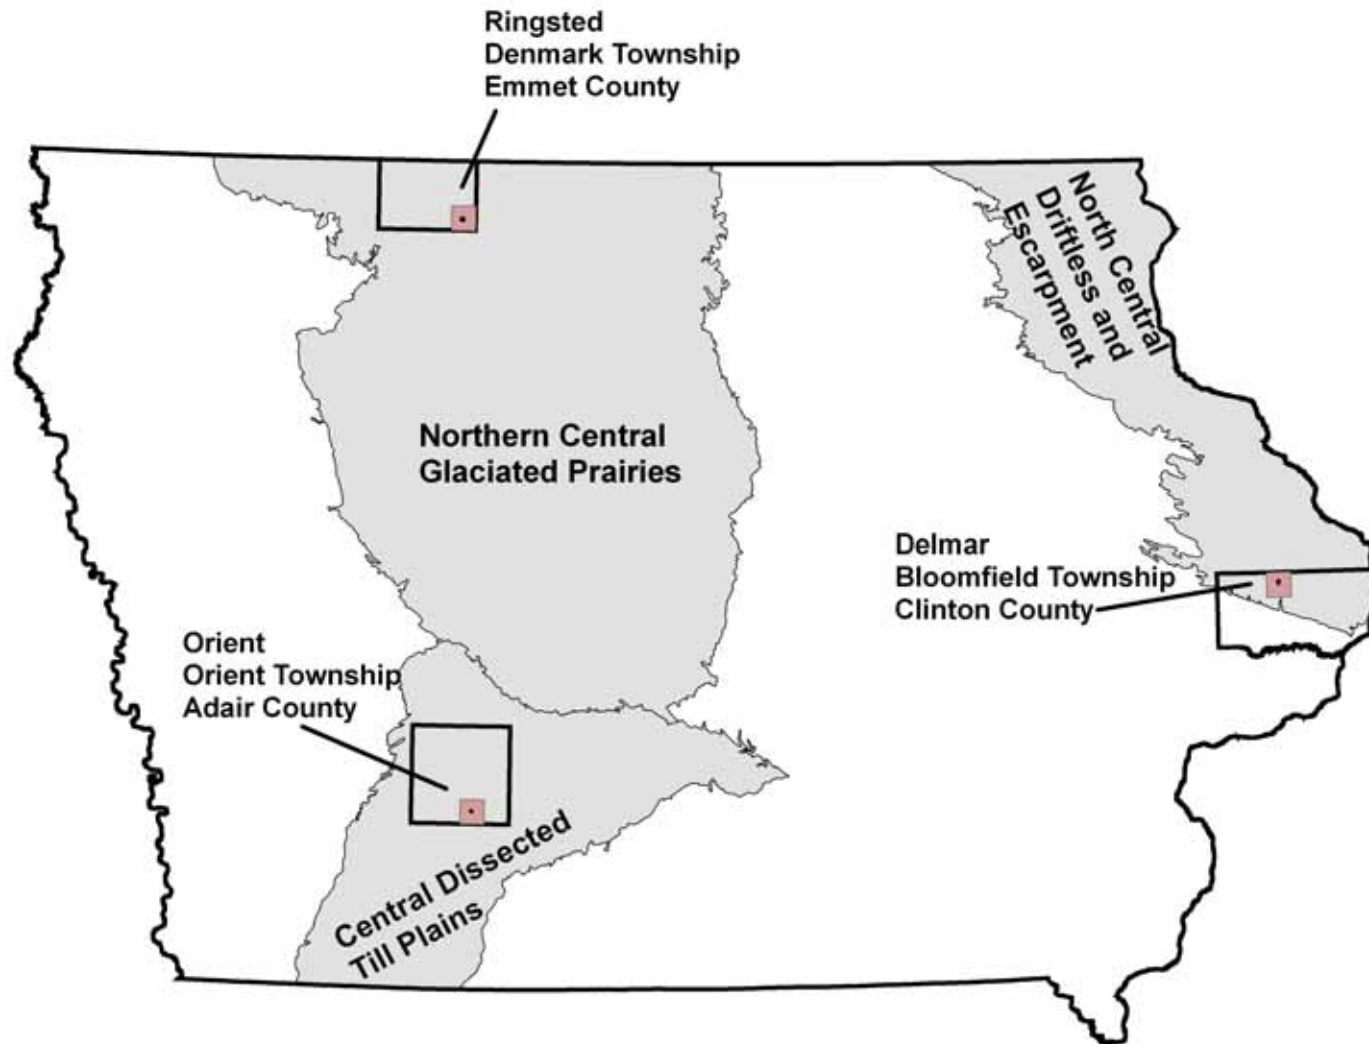 Ringsted
Denmark Township
Emmet County
North Central
Driftless and
Escarpment
Northern Central
Glaciated Prairies
Delmar
Bloomfield Township
Clinton County
Orient
Orient Township
Adair County
Central Dissected
Till Plains